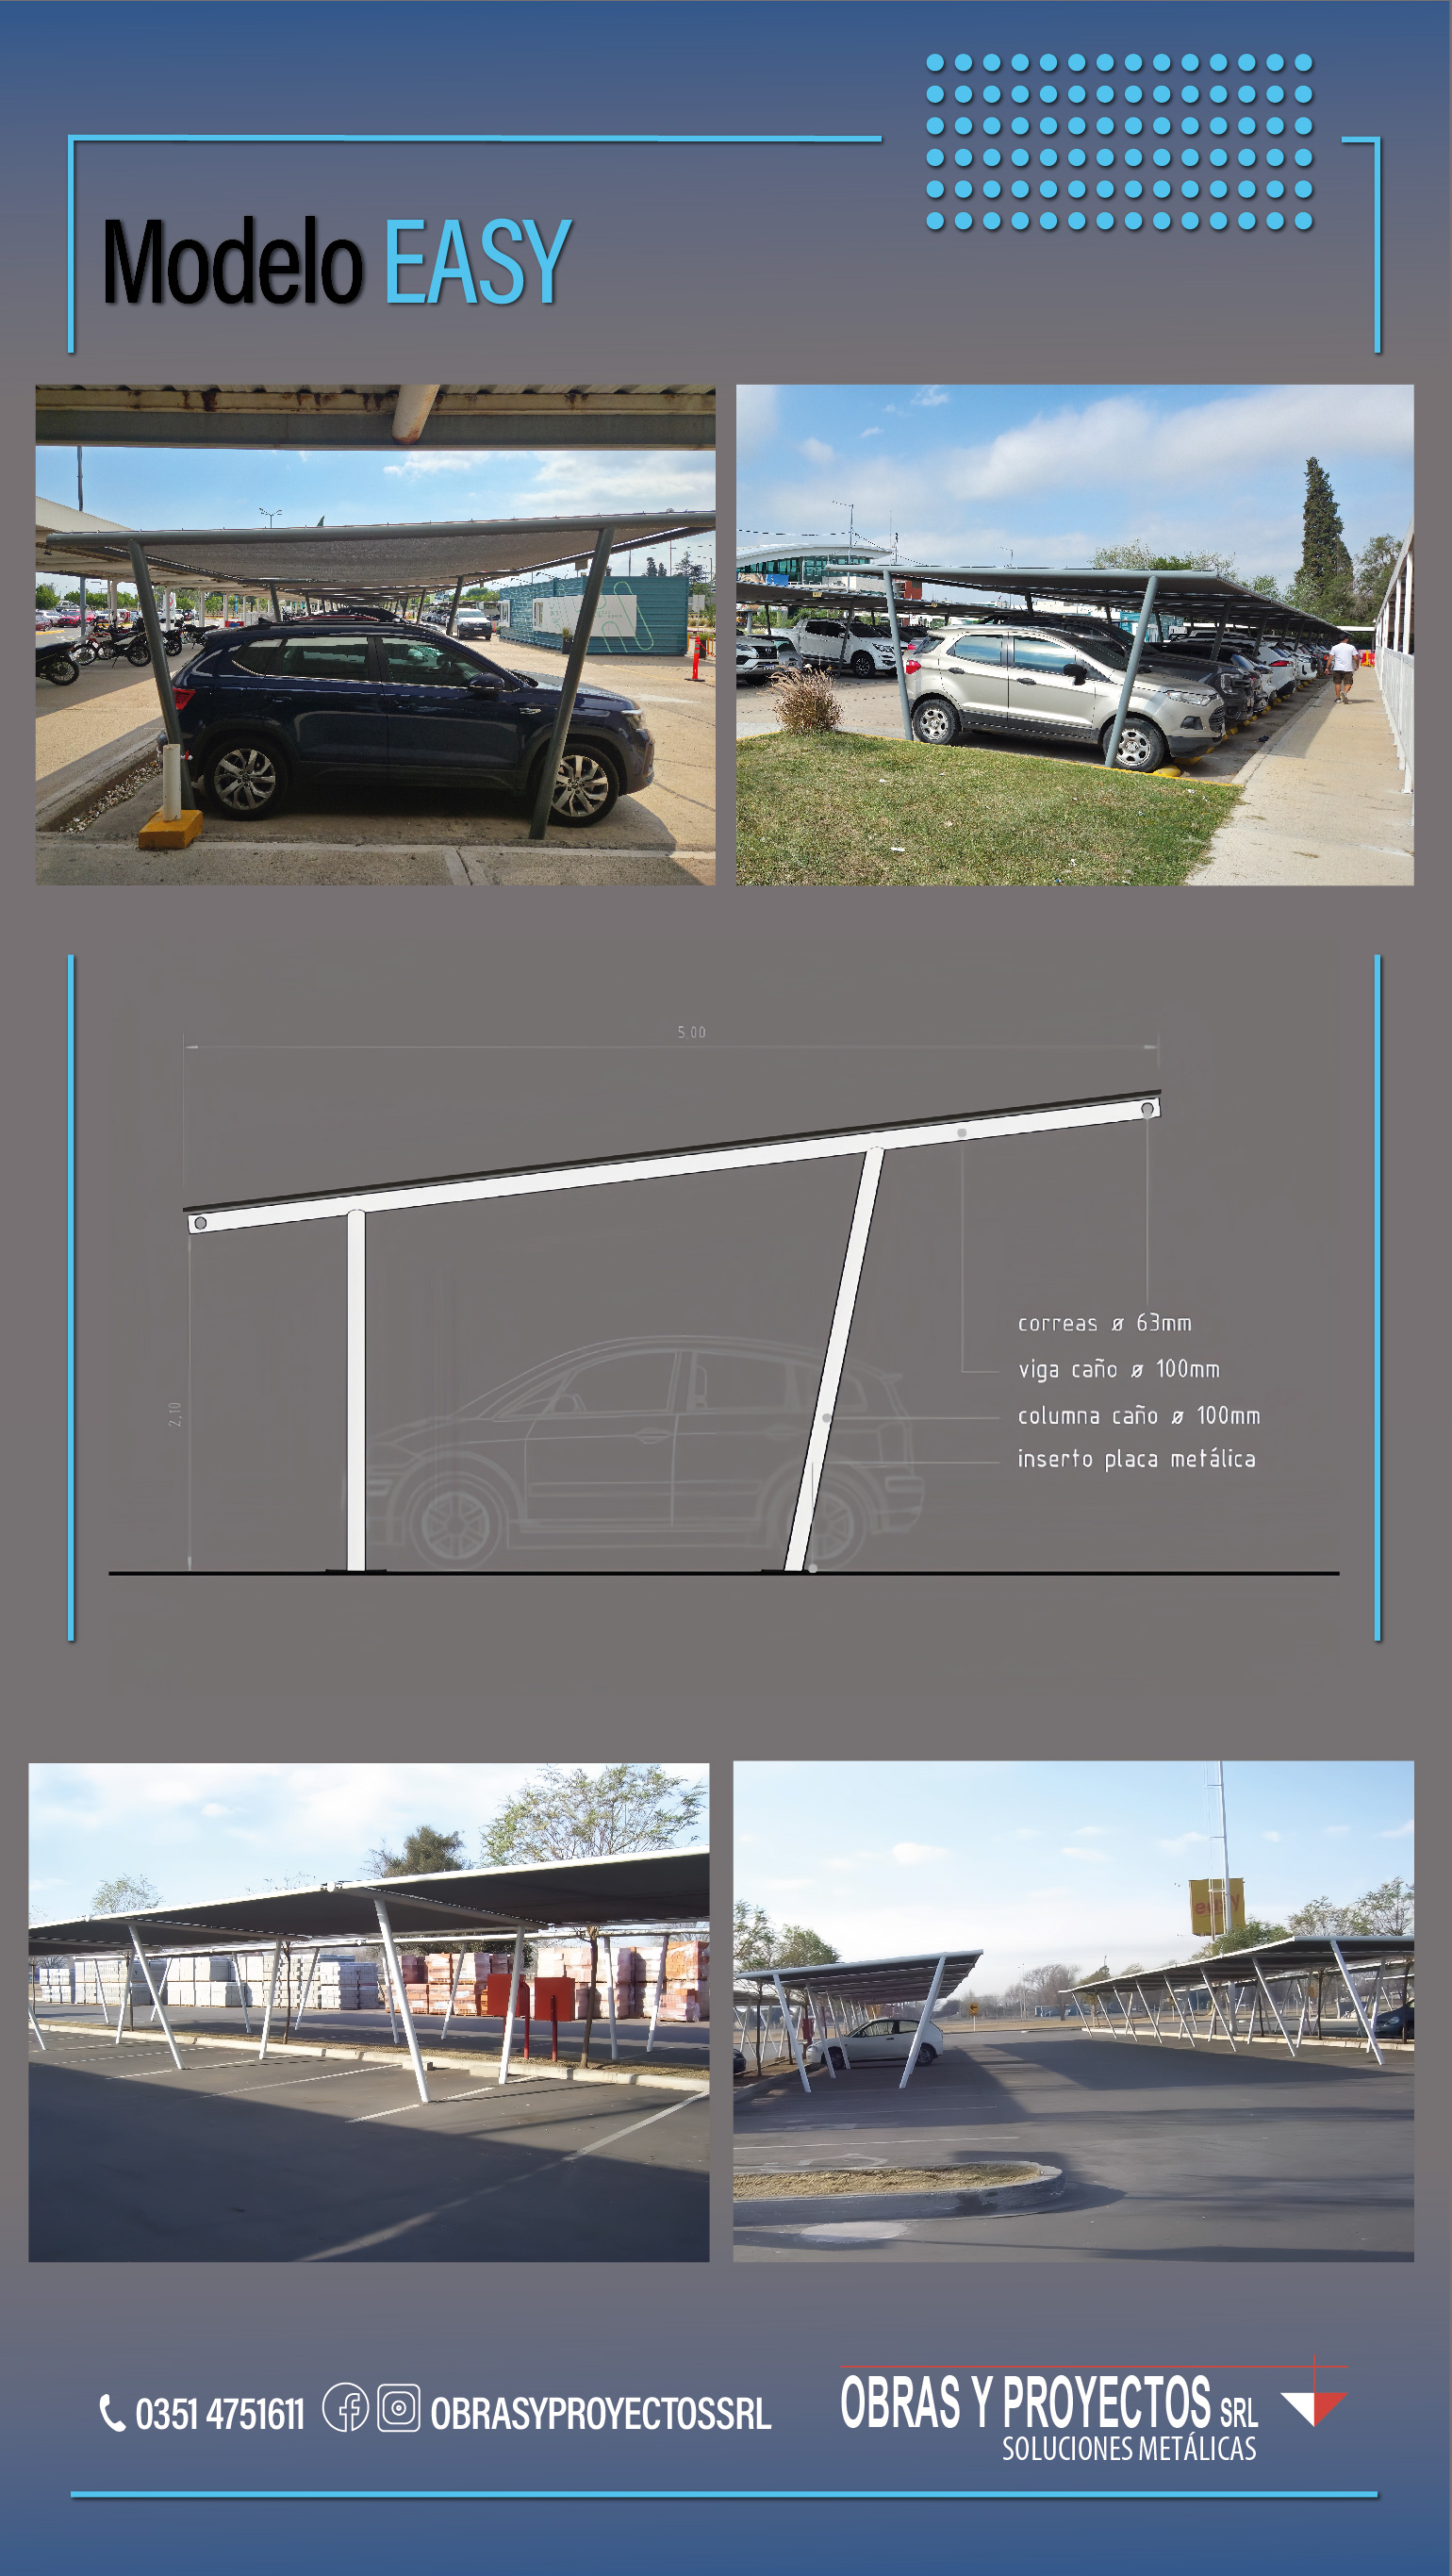 Modelo EASY
5.00
2.10
correas ø 63mm
viga caño ø 100mm
columna caño ø 100mm
inserto placa metálica
easy
0351 4751611 OBRASYPROYECTOSSRL
OBRAS Y PROYECTOS SRL
SOLUCIONES METÁLICAS